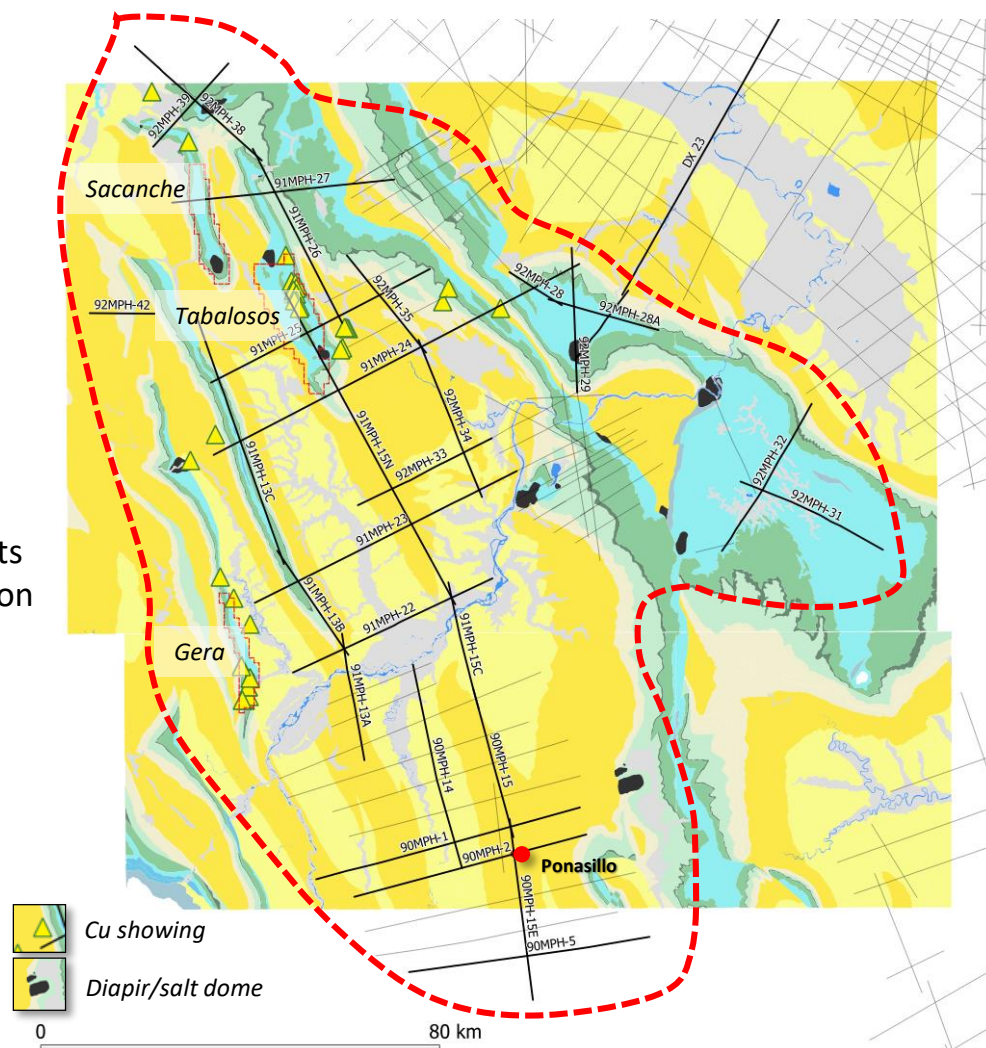 92MPH-39
92MPH-38
Sacanche
91MPH-27
91MPH-26
DX 23
92MPH-42
Tabalosos
92MPH-35
91MPH-25
91MPH-24
92MPH-28
92MPH-28A
92MPH-29
91MPH-13C
91MPH-15N
92MPH-34
92MPH-33
92MPH-32
92MPH-31
91MPH-23
ts
on
91MPH-13B
91MPH-22
91MPH-15C
Gera
91MPH-13A
90MPH-14
90MPH-15
90MPH-1
90MPH-2
Ponasillo
90MPH-15E
90MPH-5
Cu showing
Diapir/salt dome
0
80 km